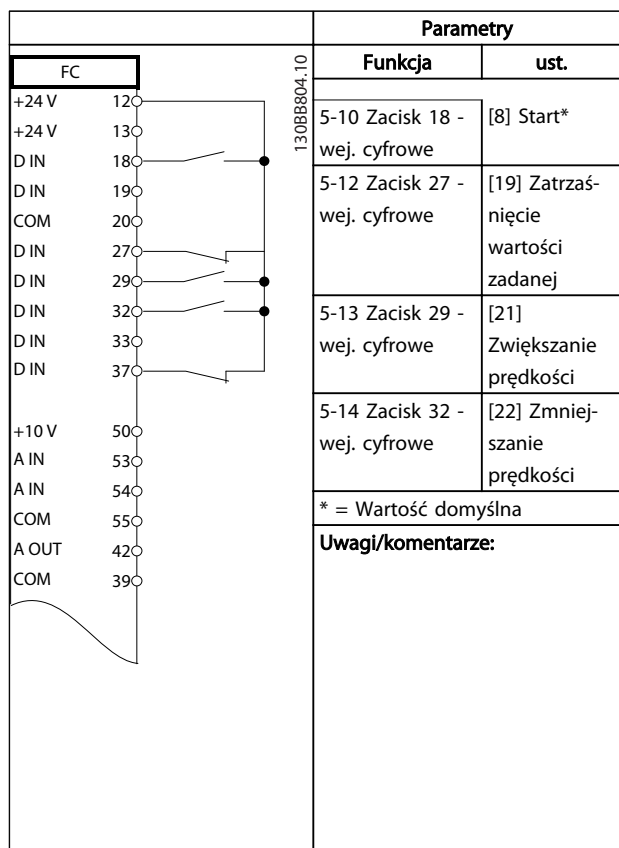 FC
+24 V 12
+24 V 13
D IN 18
D IN 19
COM 20
D IN 27
D IN 29
D IN 32
D IN 33
D IN 37
+10 V 50
A IN 53
A IN 54
COM 55
A OUT 42
COM 39
130BB804.10
Parametry
Funkcja ust.
5-10 Zacisk 18 - [8] Start*
wej. cyfrowe
5-12 Zacisk 27 - [19] Zatrzaś-
wej. cyfrowe nięcie
wartości
zadanej
5-13 Zacisk 29 - [21]
wej. cyfrowe Zwiększanie
prędkości
5-14 Zacisk 32 - [22] Zmniej-
wej. cyfrowe szanie
prędkości
* = Wartość domyślna
Uwagi/komentarze: